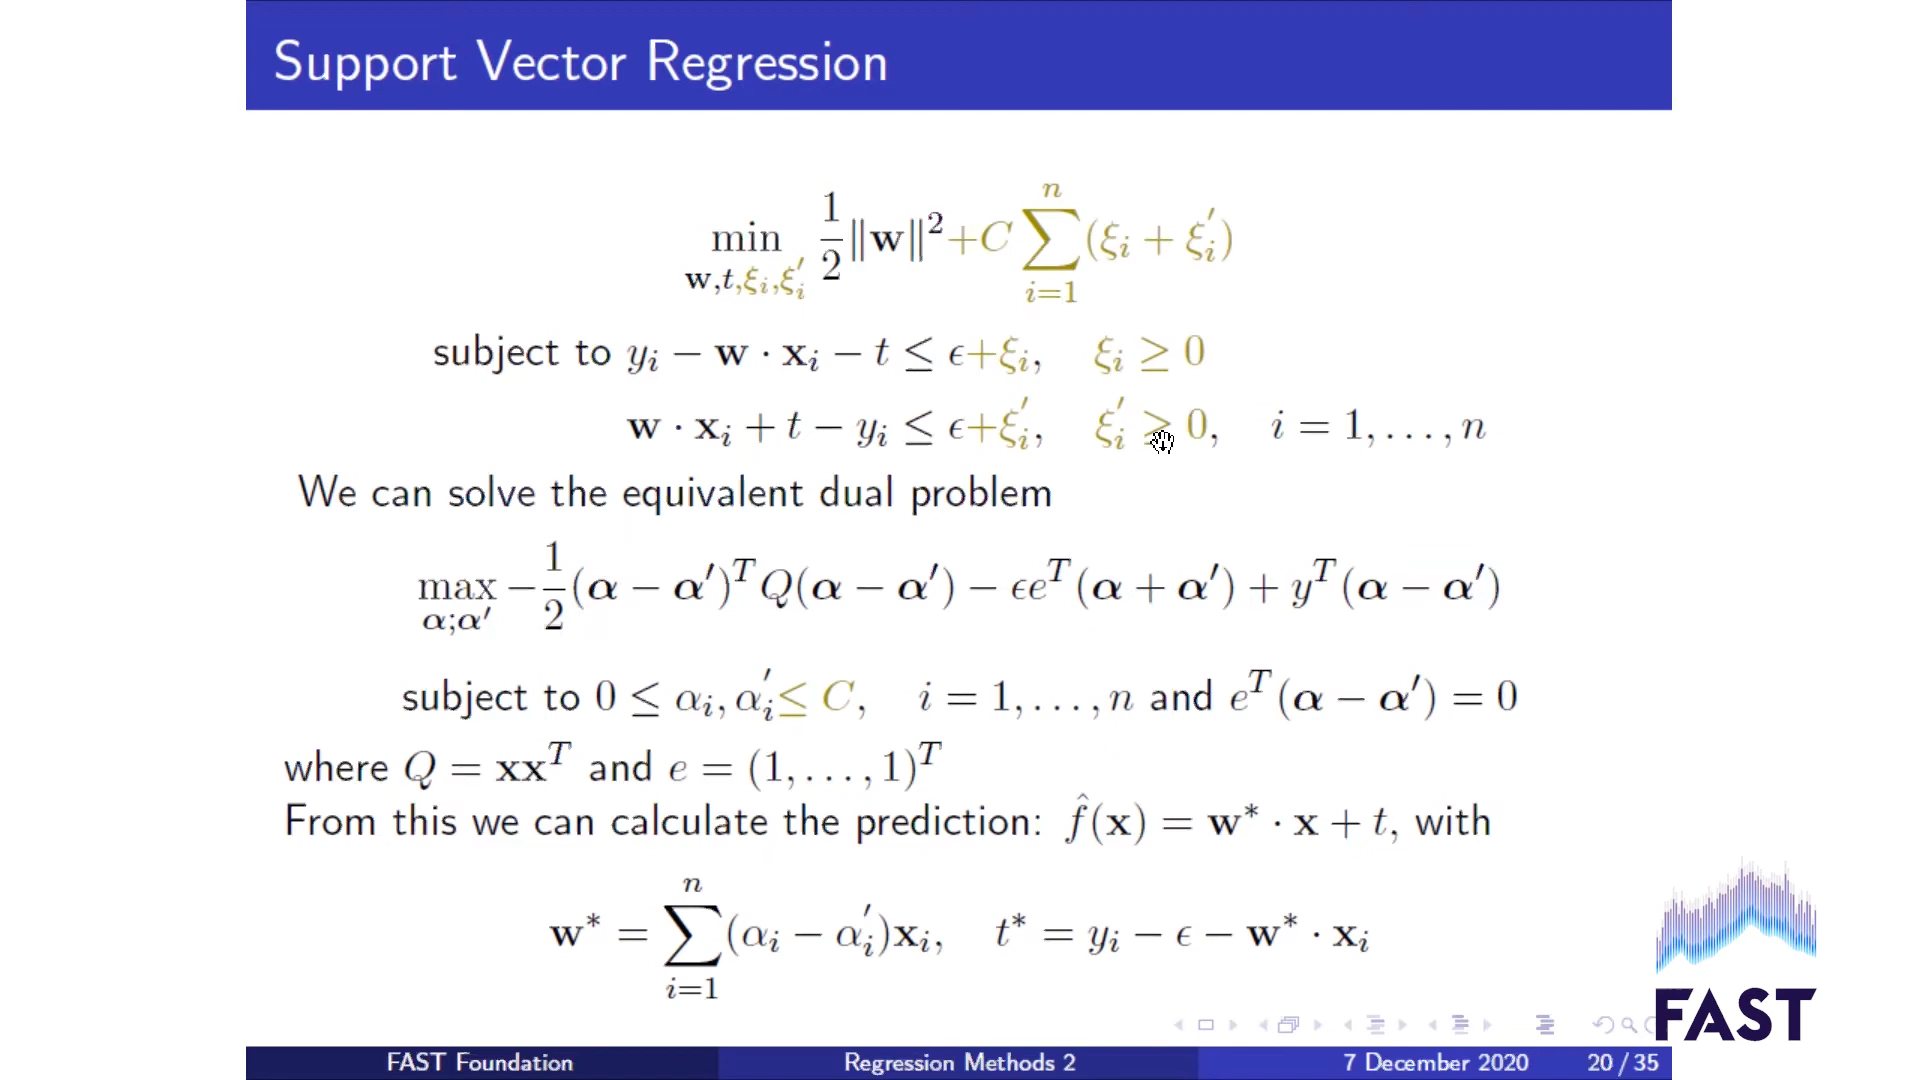 Support Vector Regression
min_{w,t,ξ_i,ξ'_i} \frac{1}{2}‖w‖² + C ∑_{i=1}^{n} (ξ_i + ξ'_i)
subject to y_i − w · x_i − t ≤ ϵ+ξ_i, ξ_i ≥ 0
w · x_i + t − y_i ≤ ϵ+ξ'_i, ξ'_i ≥ 0, i = 1, . . . , n
We can solve the equivalent dual problem
max_{α;α'} −\frac{1}{2}(α − α')^T Q(α − α') − ϵe^T(α + α') + y^T(α − α')
subject to 0 ≤ α_i, α'_i ≤ C, i = 1, . . . , n and e^T(α − α') = 0
where Q = xx^T and e = (1, . . . , 1)^T
From this we can calculate the prediction: \hat{f}(x) = w* · x + t, with
w* = ∑_{i=1}^{n} (α_i − α'_i)x_i, t* = y_i − ϵ − w* · x_i
FAST
FAST Foundation Regression Methods 2 7 December 2020 20 / 35